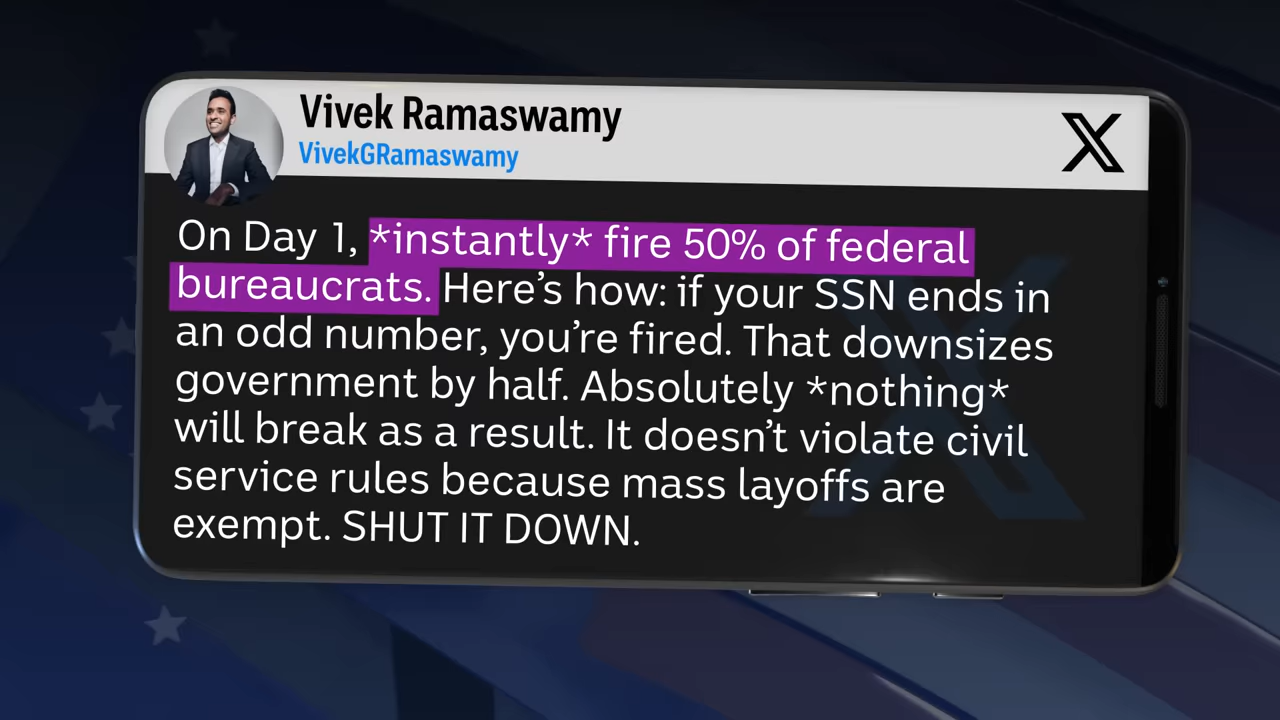 Vivek Ramaswamy
VivekGRamaswamy
X
On Day 1, *instantly* fire 50% of federal
bureaucrats. Here’s how: if your SSN ends in
an odd number, you’re fired. That downsizes
government by half. Absolutely *nothing*
will break as a result. It doesn’t violate civil
service rules because mass layoffs are
exempt. SHUT IT DOWN.